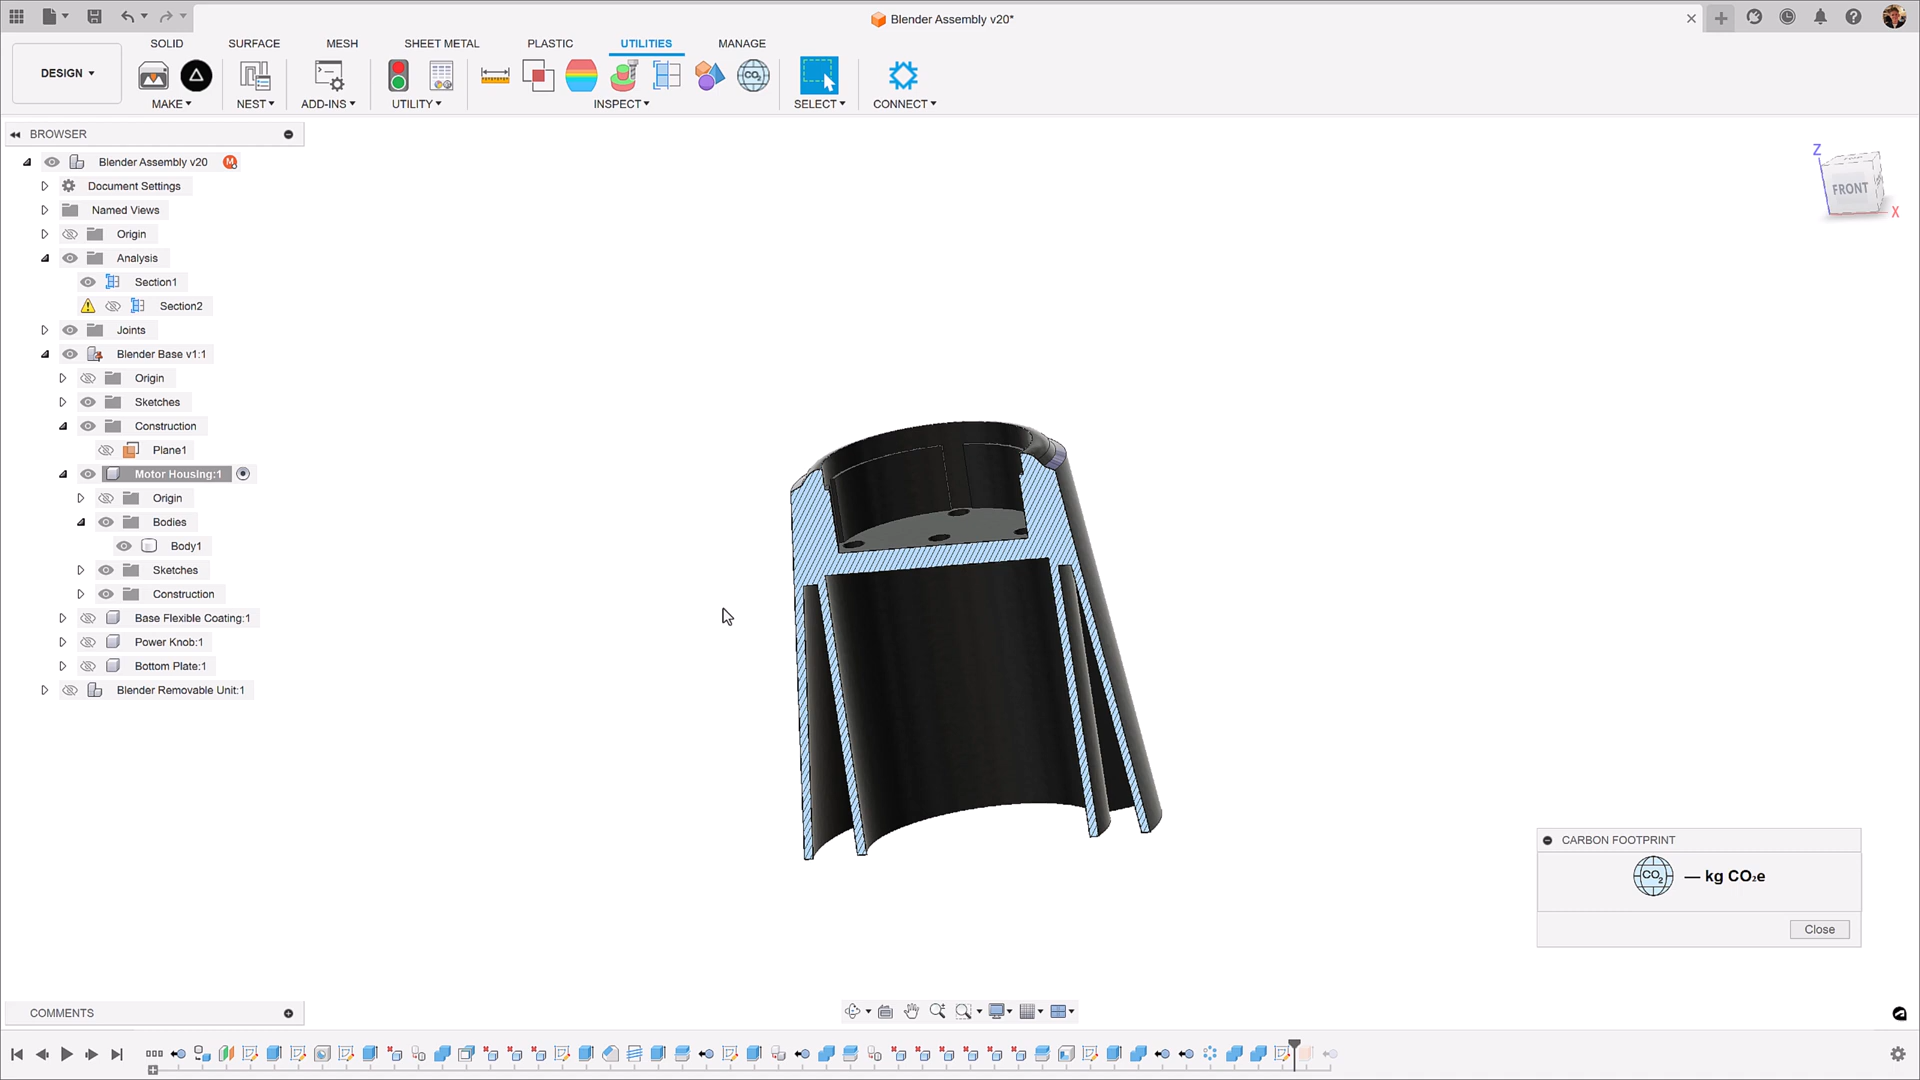 Blender Assembly v20*
SOLID SURFACE MESH SHEET METAL PLASTIC UTILITIES MANAGE
DESIGN
CO2
MAKE NEST ADD-INS UTILITY INSPECT SELECT CONNECT
BROWSER
Blender Assembly v20 M
Document Settings
Named Views
Origin
Analysis
Section1
Section2
Joints
Blender Base v1:1
Origin
Sketches
Construction
Plane1
Motor Housing:1
Origin
Bodies
Body1
Sketches
Construction
Base Flexible Coating:1
Power Knob:1
Bottom Plate:1
Blender Removable Unit:1
Z
FRONT
X
CARBON FOOTPRINT
CO2 — kg CO₂e
Close
COMMENTS